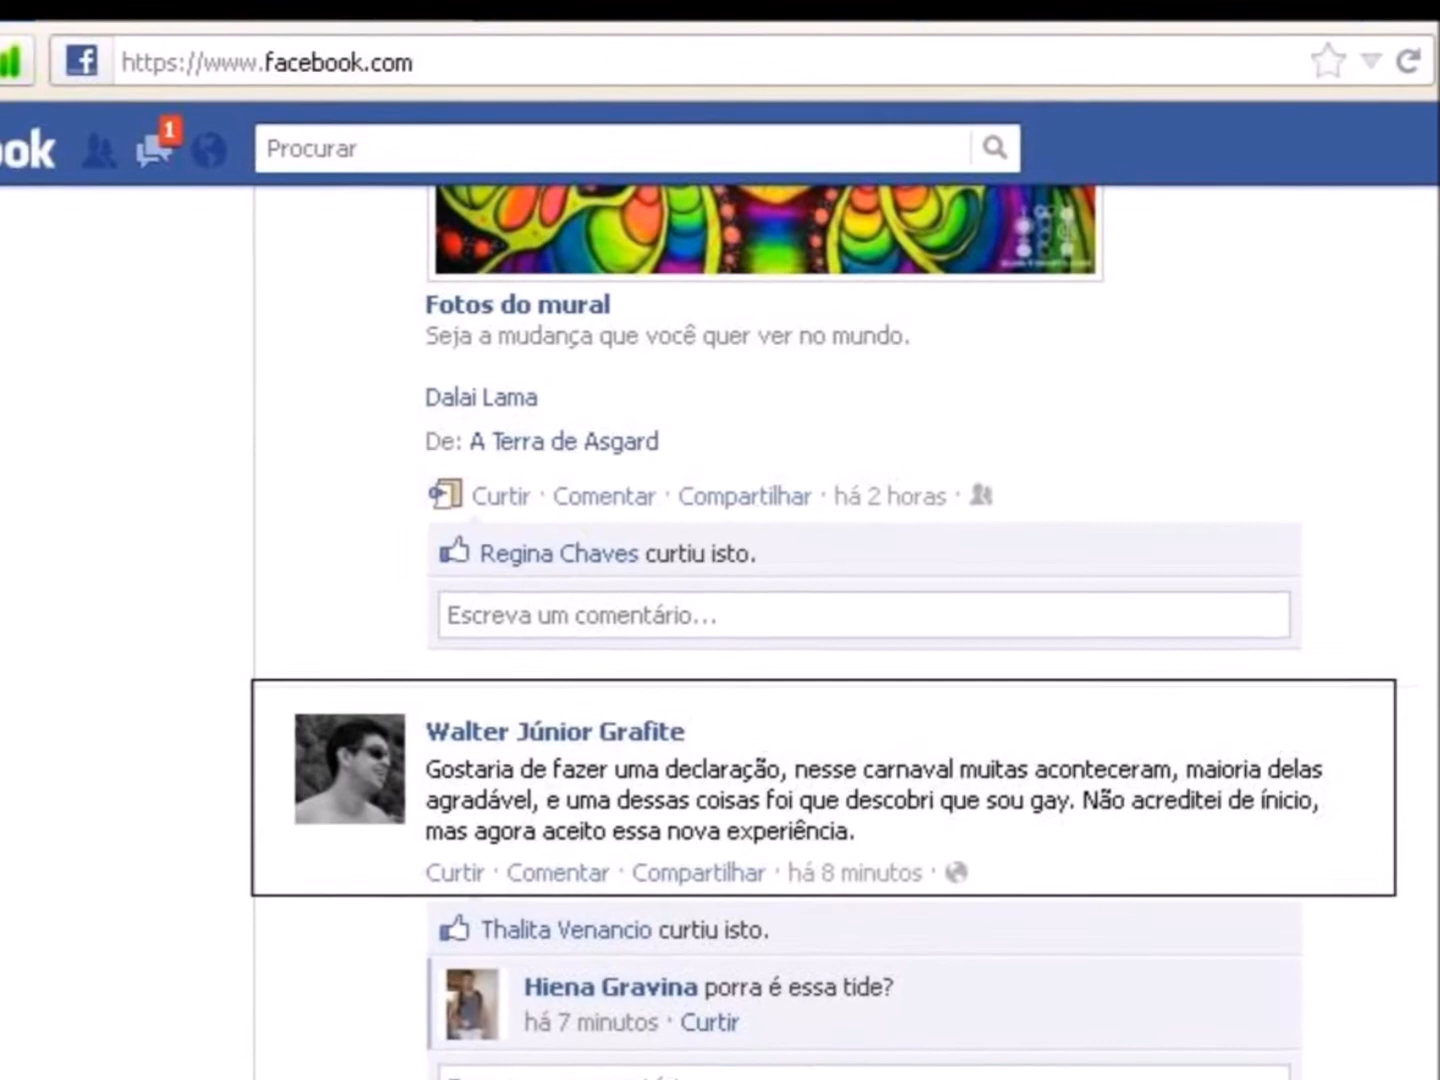 https://www.facebook.com
ook
1
Procurar
Fotos do mural
Seja a mudança que você quer ver no mundo.
Dalai Lama
De: A Terra de Asgard
Curtir · Comentar · Compartilhar · há 2 horas ·
Regina Chaves curtiu isto.
Escreva um comentário...
Walter Júnior Grafite
Gostaria de fazer uma declaração, nesse carnaval muitas aconteceram, maioria delas
agradável, e uma dessas coisas foi que descobri que sou gay. Não acreditei de ínicio,
mas agora aceito essa nova experiência.
Curtir · Comentar · Compartilhar · há 8 minutos ·
Thalita Venancio curtiu isto.
Hiena Gravina porra é essa tide?
há 7 minutos · Curtir